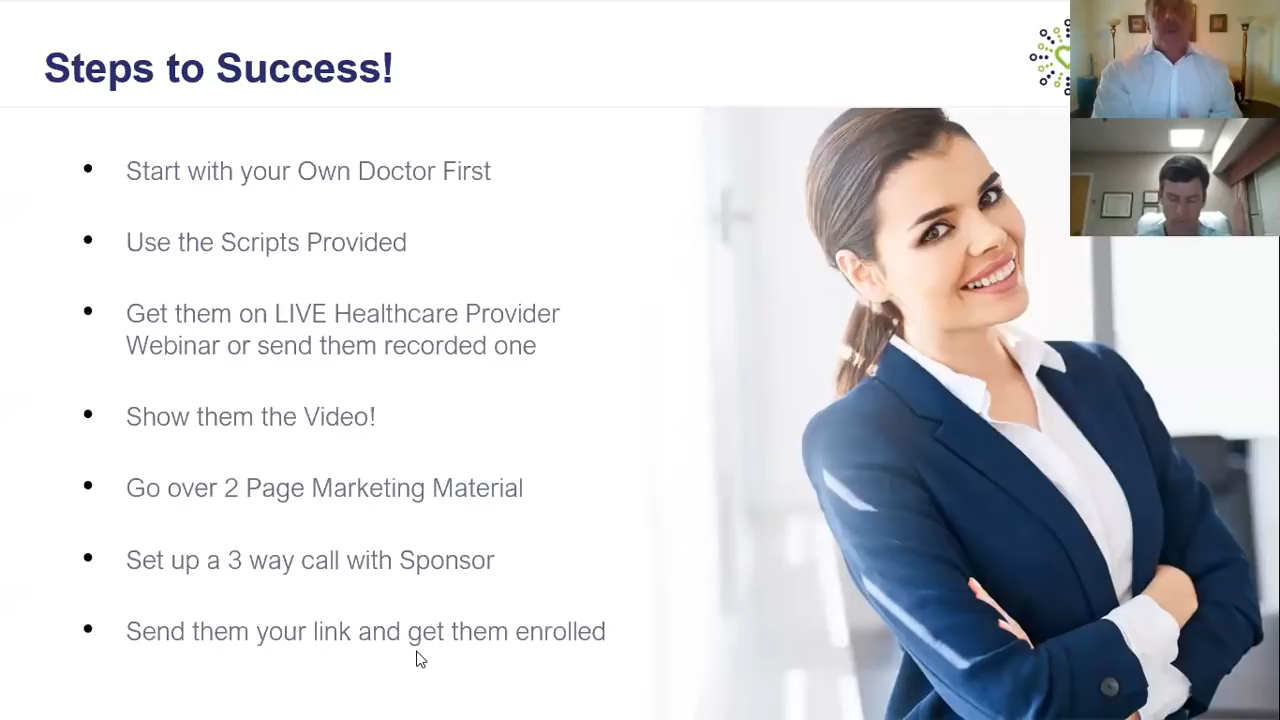 Steps to Success!
Start with your Own Doctor First
Use the Scripts Provided
Get them on LIVE Healthcare Provider
Webinar or send them recorded one
Show them the Video!
Go over 2 Page Marketing Material
Set up a 3 way call with Sponsor
Send them your link and get them enrolled